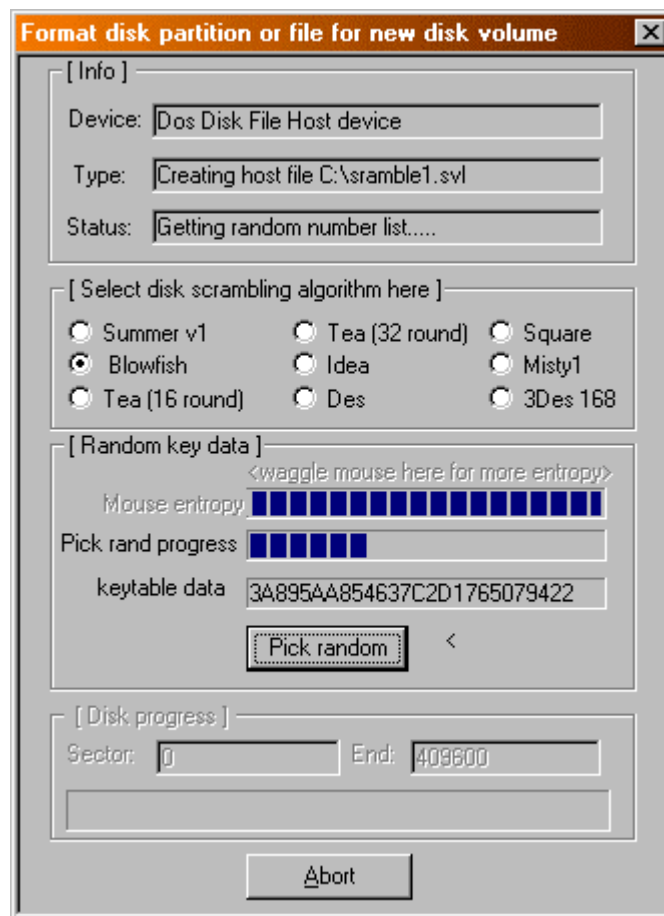 Format disk partition or file for new disk volume
[ Info ]
Device: Dos Disk File Host device
Type: Creating host file C:\sramble1.svl
Status: Getting random number list.....
[ Select disk scrambling algorithm here ]
Summer v1 Tea (32 round) Square
Blowfish Idea Misty1
Tea (16 round) Des 3Des 168
[ Random key data ]
<waggle mouse here for more entropy>
Mouse entropy
Pick rand progress
keytable data 3A895AA854637C2D1765079422
Pick random <
[ Disk progress ]
Sector: 0 End: 409600
Abort